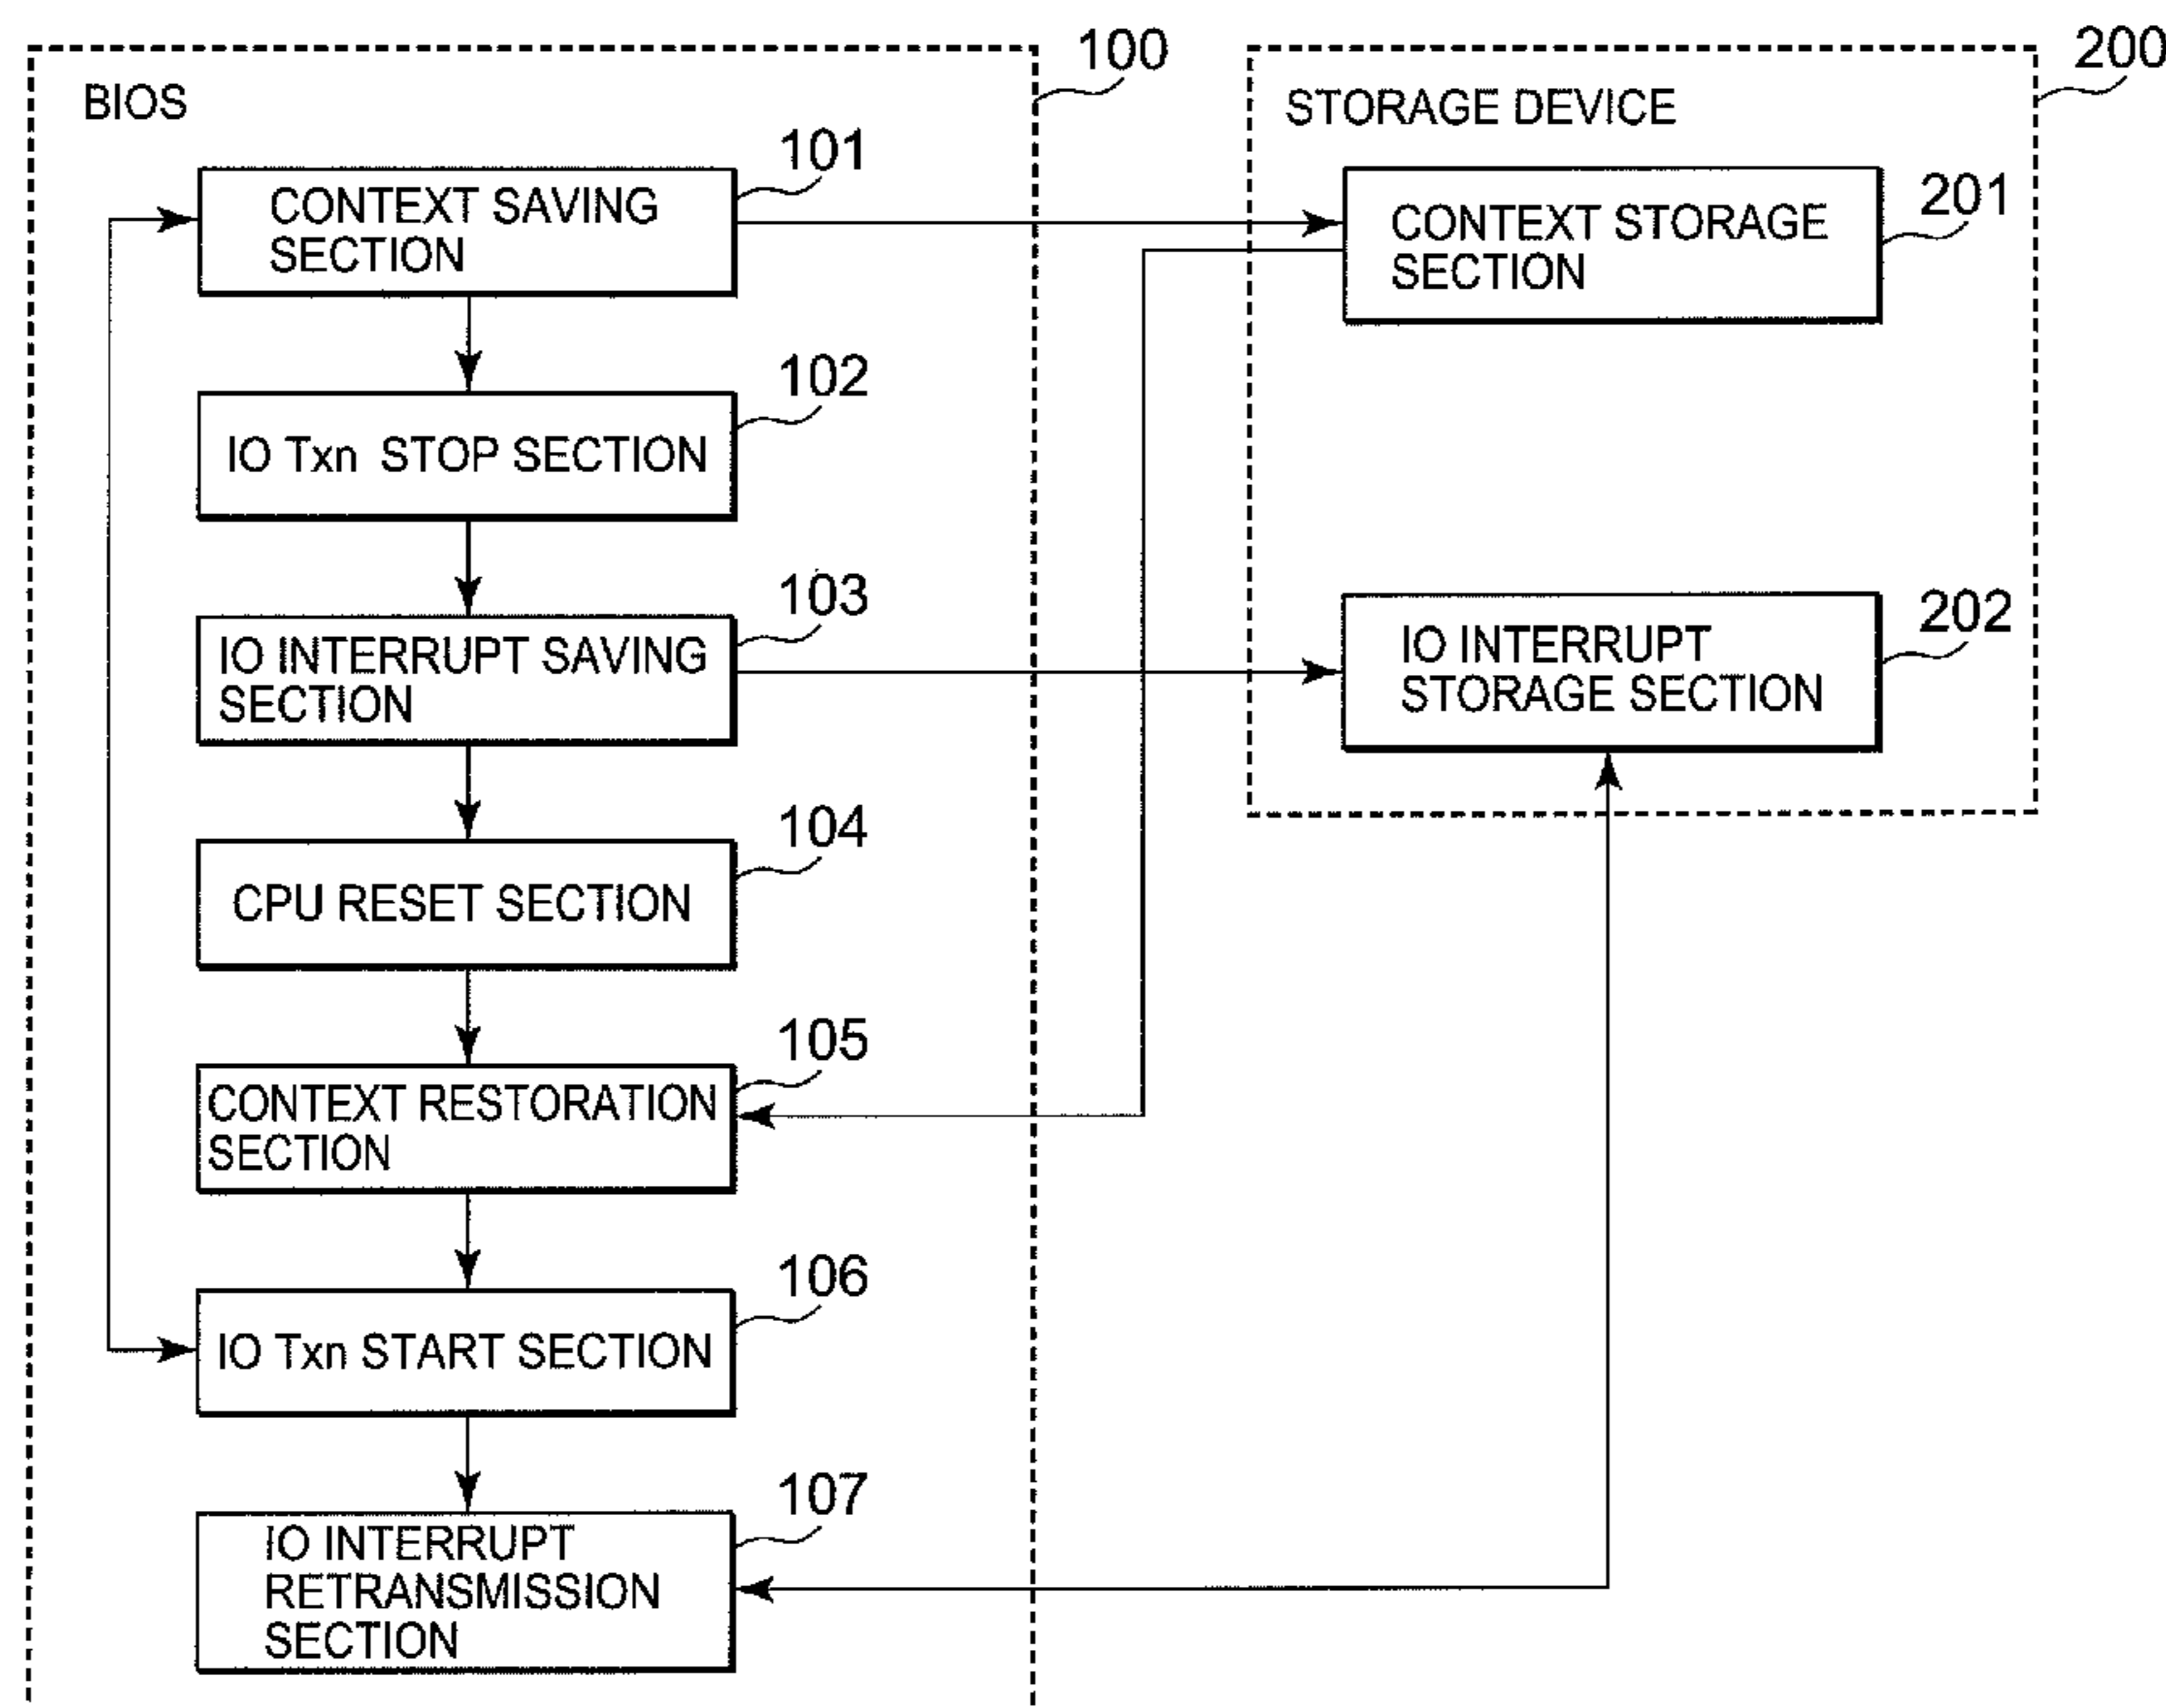 100
200
BIOS
STORAGE DEVICE
101
CONTEXT SAVING
SECTION
201
CONTEXT STORAGE
SECTION
102
IO Txn STOP SECTION
103
IO INTERRUPT SAVING
SECTION
202
IO INTERRUPT
STORAGE SECTION
104
CPU RESET SECTION
105
CONTEXT RESTORATION
SECTION
106
IO Txn START SECTION
107
IO INTERRUPT
RETRANSMISSION
SECTION